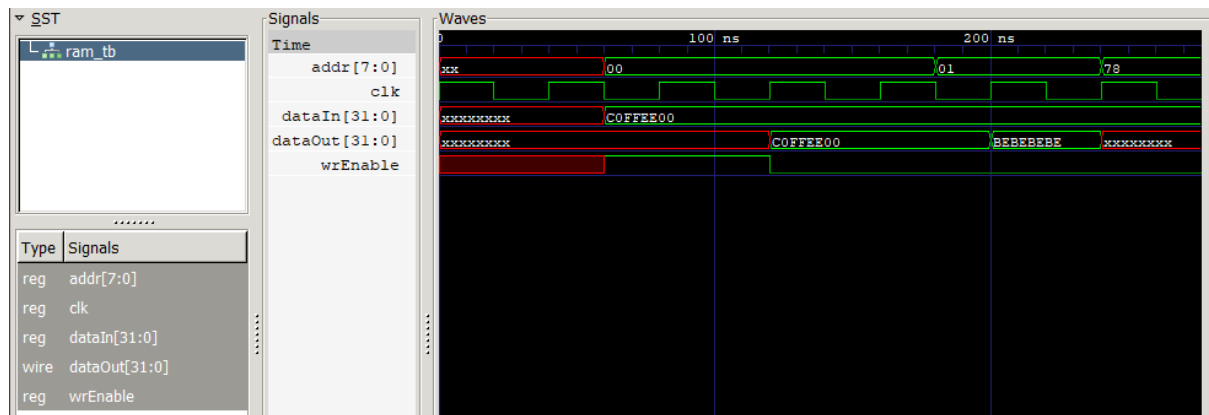 SST
ram_tb
Type Signals
reg addr[7:0]
reg clk
reg dataIn[31:0]
wire dataOut[31:0]
reg wrEnable
Signals
Time
addr[7:0]
clk
dataIn[31:0]
dataOut[31:0]
wrEnable
Waves
0 100 ns 200 ns
xx 00 01 78
xxxxxxxx C0FFEE00
xxxxxxxx C0FFEE00 BEBEBEBE xxxxxxxx